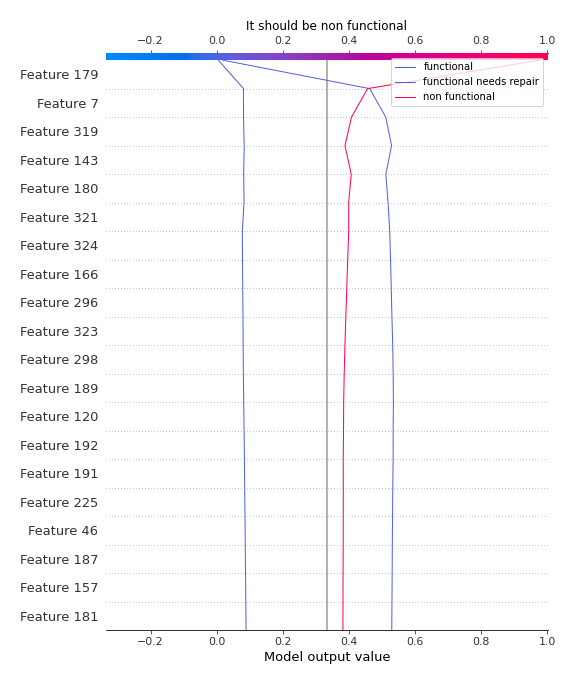 It should be non functional
−0.2 0.0 0.2 0.4 0.6 0.8 1.0
functional
functional needs repair
non functional
Feature 179
Feature 7
Feature 319
Feature 143
Feature 180
Feature 321
Feature 324
Feature 166
Feature 296
Feature 323
Feature 298
Feature 189
Feature 120
Feature 192
Feature 191
Feature 225
Feature 46
Feature 187
Feature 157
Feature 181
−0.2 0.0 0.2 0.4 0.6 0.8 1.0
Model output value